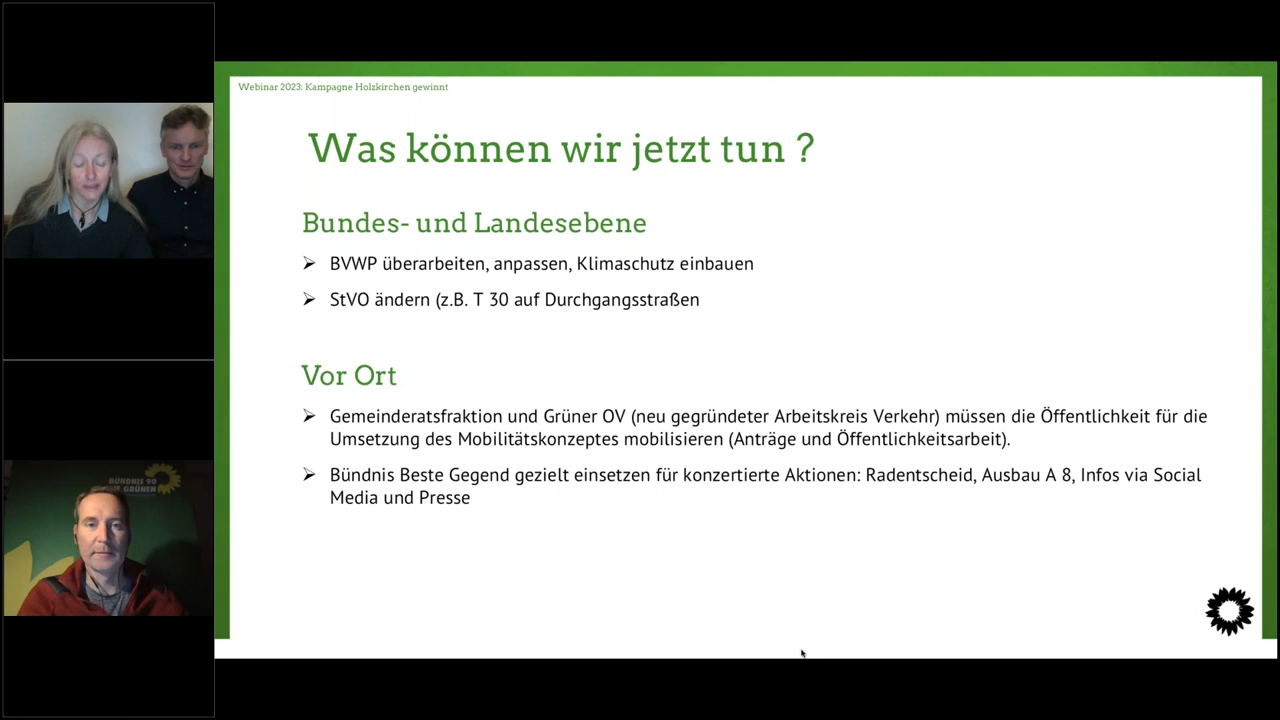 Webinar 2023: Kampagne Holzkirchen gewinnt
Was können wir jetzt tun ?
Bundes- und Landesebene
BVWP überarbeiten, anpassen, Klimaschutz einbauen
StVO ändern (z.B. T 30 auf Durchgangsstraßen
Vor Ort
Gemeinderatsfraktion und Grüner OV (neu gegründeter Arbeitskreis Verkehr) müssen die Öffentlichkeit für die
Umsetzung des Mobilitätskonzeptes mobilisieren (Anträge und Öffentlichkeitsarbeit).
Bündnis Beste Gegend gezielt einsetzen für konzertierte Aktionen: Radentscheid, Ausbau A 8, Infos via Social
Media und Presse
BÜNDNIS 90
GRÜNEN